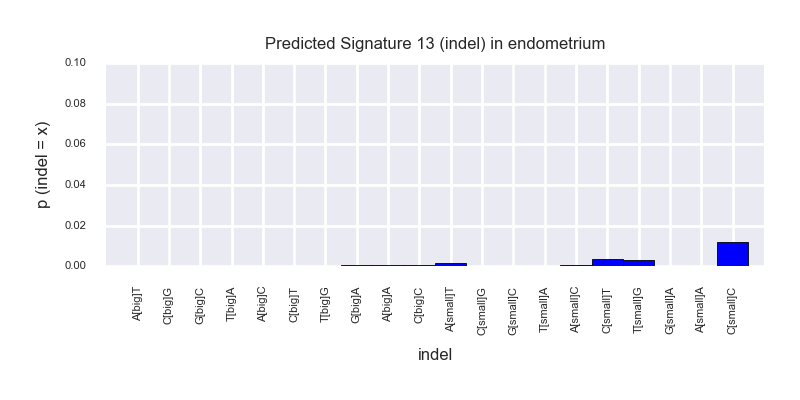 Predicted Signature 13 (indel) in endometrium
p (indel = x)
0.10
0.08
0.06
0.04
0.02
0.00
A[big]T
C[big]G
G[big]C
T[big]A
A[big]C
C[big]T
T[big]G
G[big]A
A[big]A
C[big]C
A[small]T
C[small]G
G[small]C
T[small]A
A[small]C
C[small]T
T[small]G
G[small]A
A[small]A
C[small]C
indel